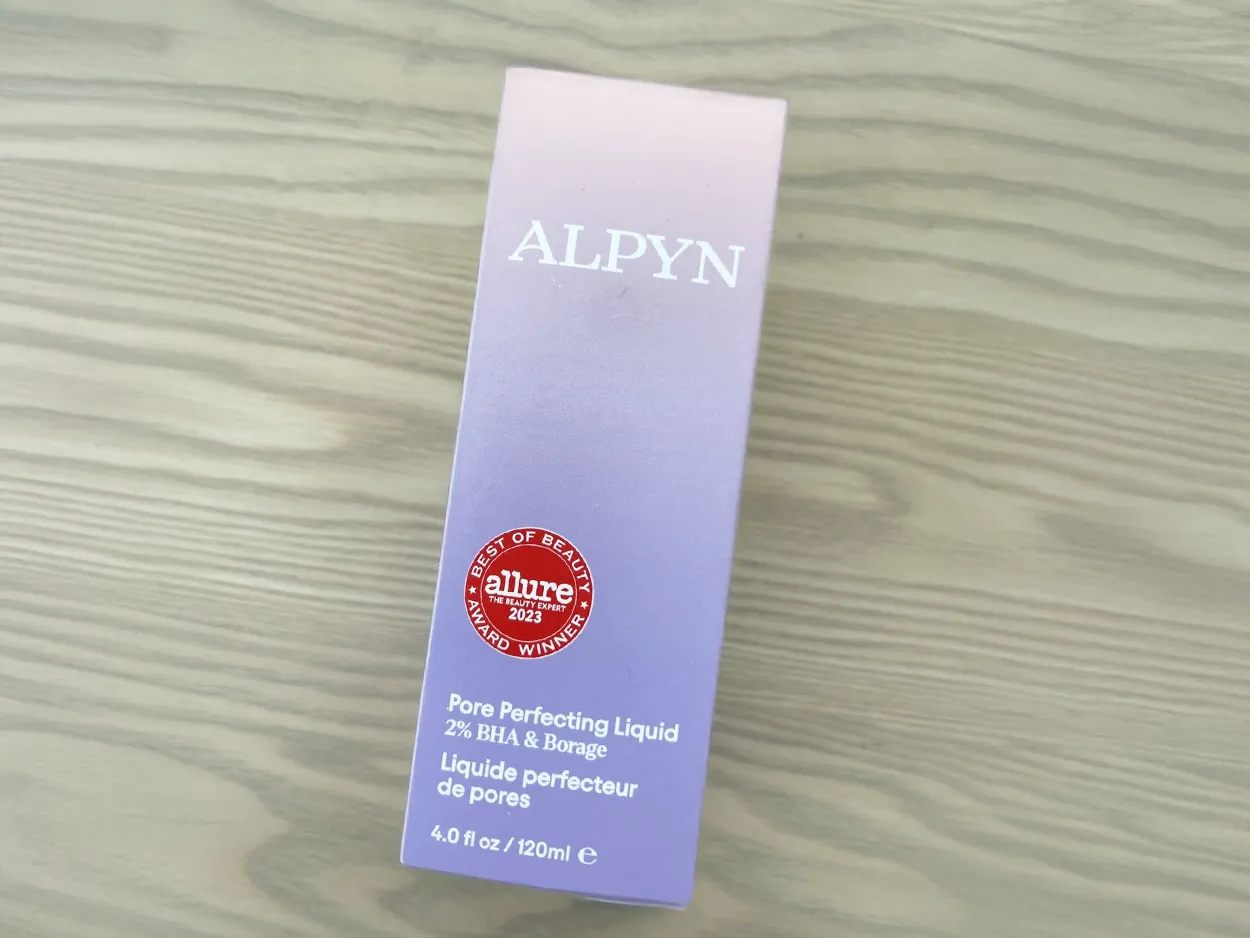 ALPYN
BEST OF BEAUTY
allure
THE BEAUTY EXPERT
2023
AWARD WINNER
Pore Perfecting Liquid
2% BHA & Borage
Liquide perfecteur
de pores
4.0 fl oz / 120ml ℮